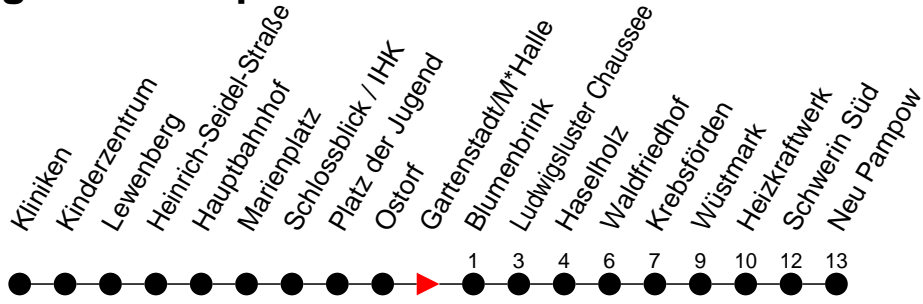 Kliniken
Kinderzentrum
Lewenberg
Heinrich-Seidel-Straße
Hauptbahnhof
Marienplatz
Schlossblick / IHK
Platz der Jugend
Ostorf
Gartenstadt/M*Halle
Blumenbrink
Ludwigsluster Chaussee
Haselholz
Waldfriedhof
Krebsförden
Wüstmark
Heizkraftwerk
Schwerin Süd
Neu Pampow
1 3 4 6 7 9 10 12 13